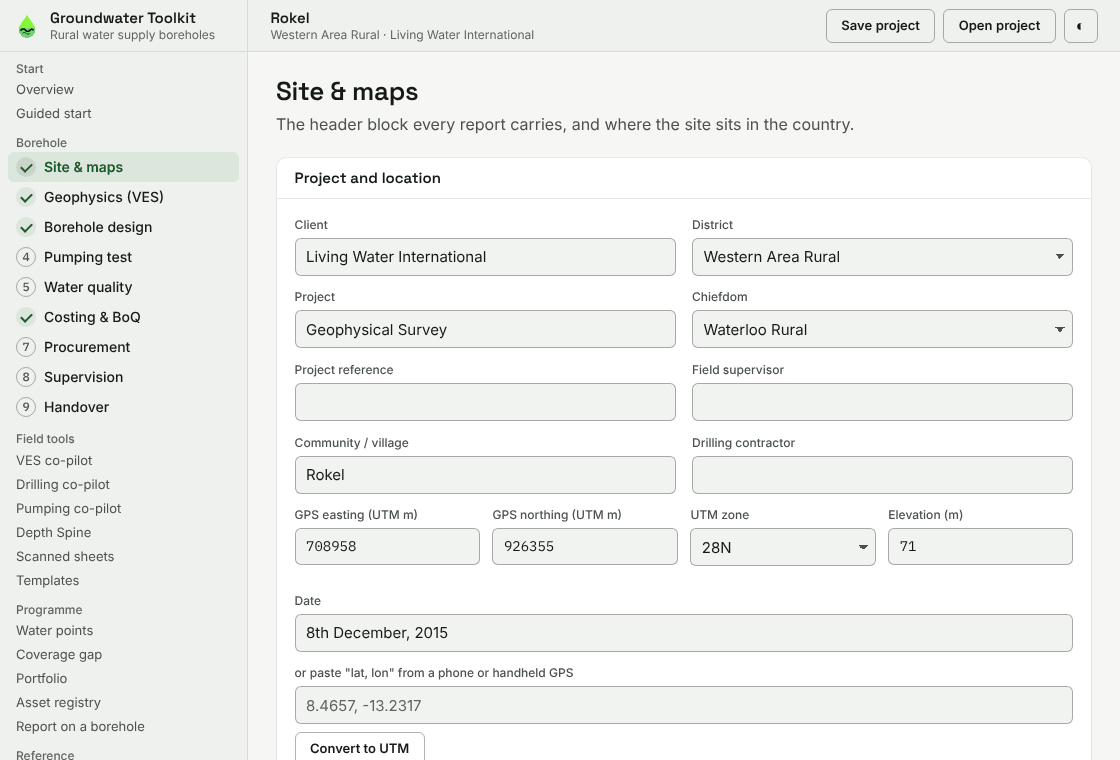 Groundwater Toolkit
Rural water supply boreholes
Rokel
Western Area Rural · Living Water International
Save project
Open project
Start
Overview
Guided start
Borehole
Site & maps
Geophysics (VES)
Borehole design
4 Pumping test
5 Water quality
Costing & BoQ
7 Procurement
8 Supervision
9 Handover
Field tools
VES co-pilot
Drilling co-pilot
Pumping co-pilot
Depth Spine
Scanned sheets
Templates
Programme
Water points
Coverage gap
Portfolio
Asset registry
Report on a borehole
Reference
Site & maps
The header block every report carries, and where the site sits in the country.
Project and location
Client District
Living Water International Western Area Rural
Project Chiefdom
Geophysical Survey Waterloo Rural
Project reference Field supervisor
Community / village Drilling contractor
Rokel
GPS easting (UTM m) GPS northing (UTM m) UTM zone Elevation (m)
708958 926355 28N 71
Date
8th December, 2015
or paste "lat, lon" from a phone or handheld GPS
8.4657, -13.2317
Convert to UTM